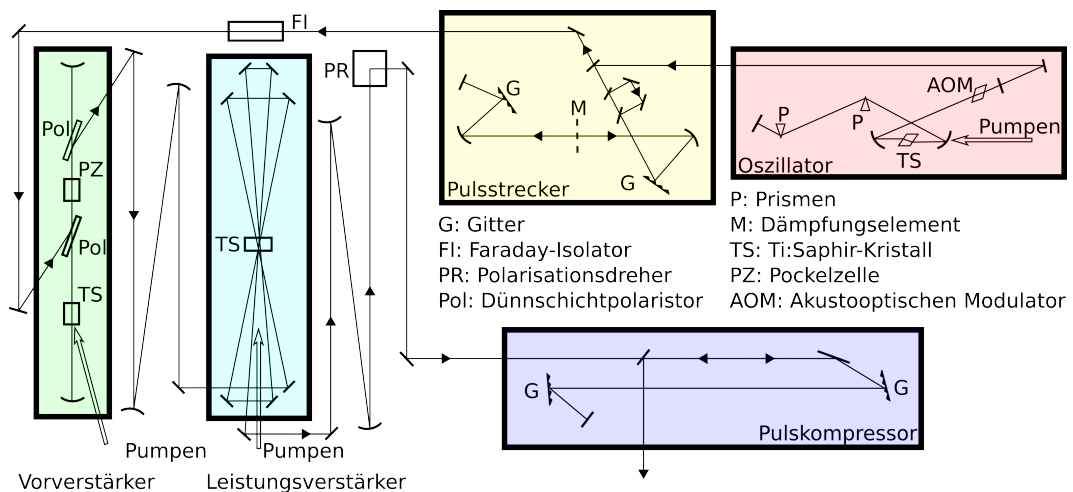 FI
PR
G
M
G
Pulsstrecker
AOM
P
P
Pumpen
TS
Oszillator
Pol
PZ
Pol
TS
TS
G: Gitter
FI: Faraday-Isolator
PR: Polarisationsdreher
Pol: Dünnschichtpolaristor
P: Prismen
M: Dämpfungselement
TS: Ti:Saphir-Kristall
PZ: Pockelzelle
AOM: Akustooptischen Modulator
G
G
Pulskompressor
Pumpen
Pumpen
Vorverstärker
Leistungsverstärker